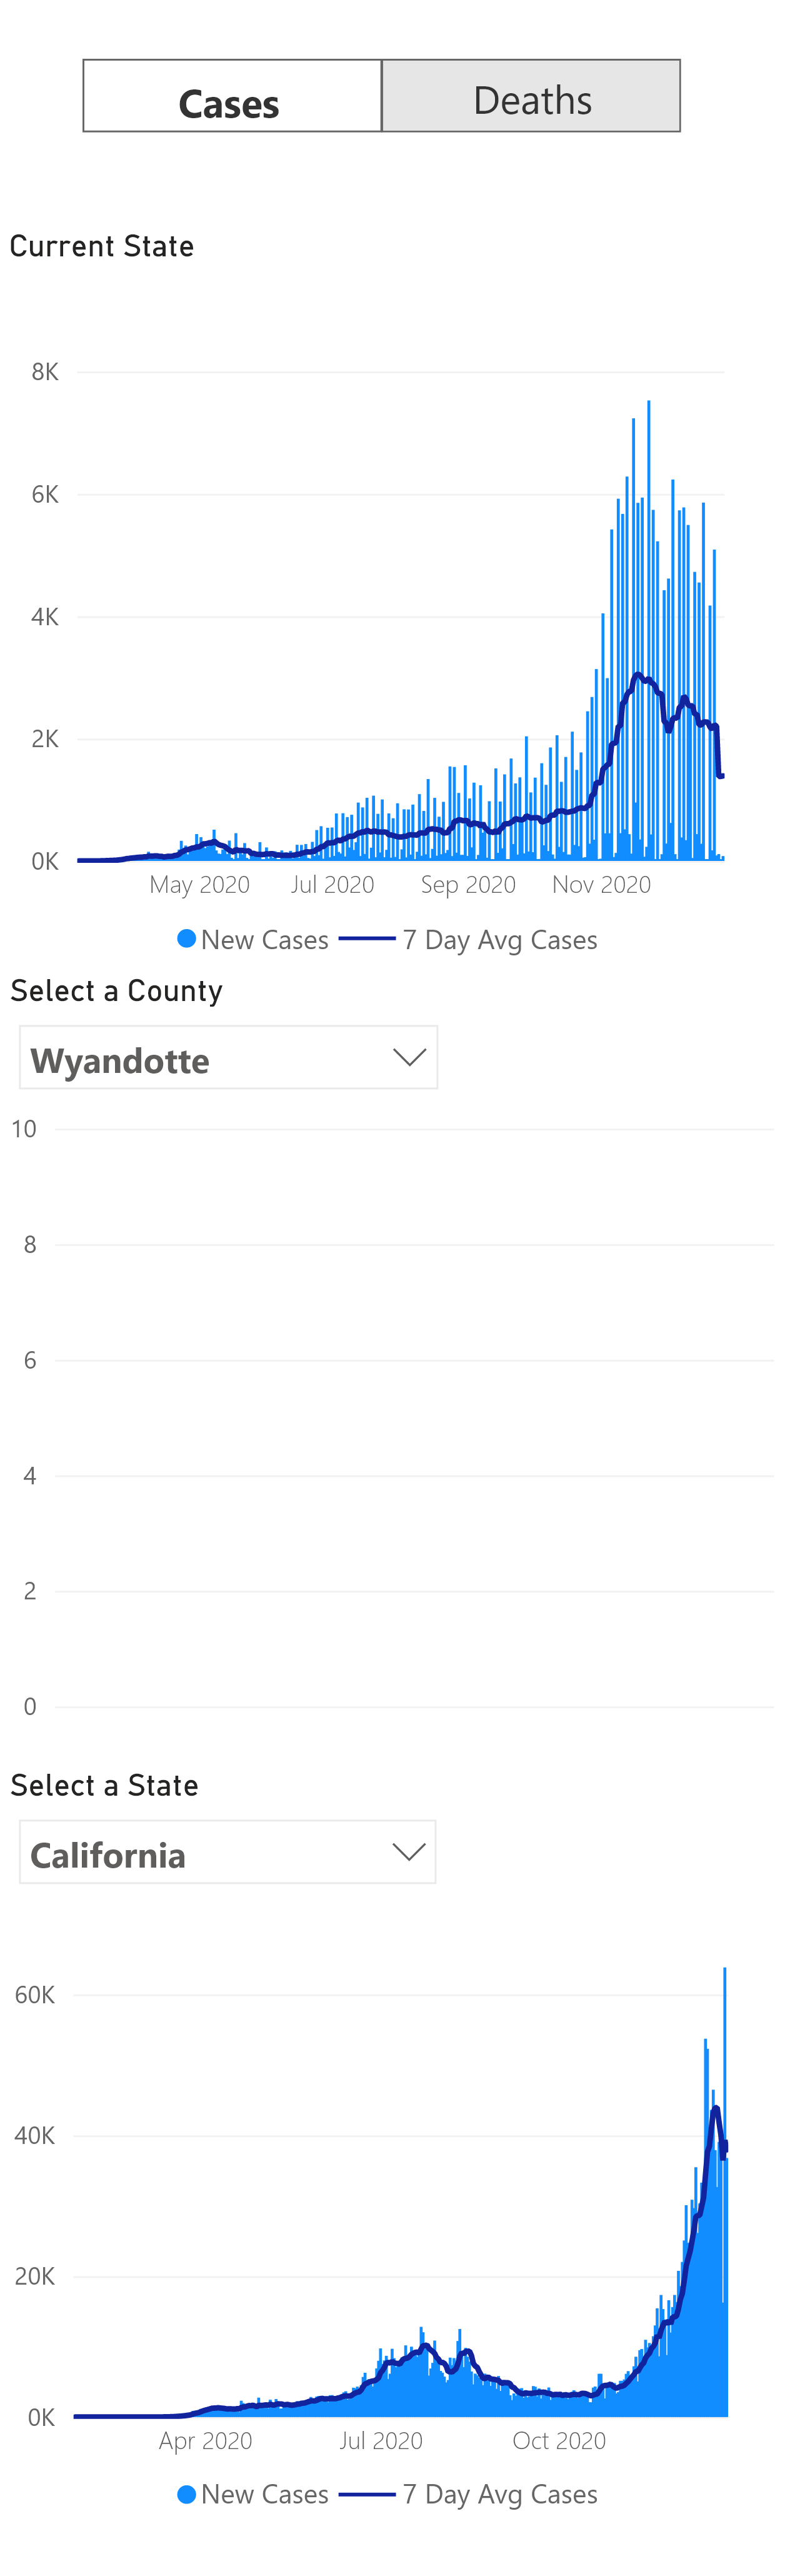 Cases Deaths
Current State
8K
6K
4K
2K
0K
May 2020 Jul 2020 Sep 2020 Nov 2020
New Cases 7 Day Avg Cases
Select a County
Wyandotte
10
8
6
4
2
0
Select a State
California
60K
40K
20K
0K
Apr 2020 Jul 2020 Oct 2020
New Cases 7 Day Avg Cases